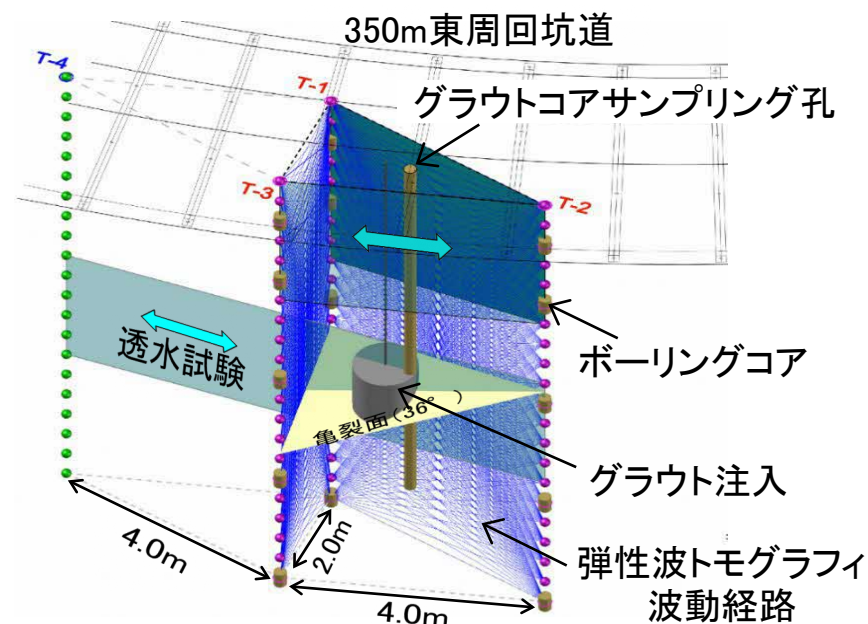 350m東周回坑道
T-4
T-1
グラウトコアサンプリング孔
T-3
T-2
透水試験
ボーリングコア
亀裂面(36°)
グラウト注入
4.0m
2.0m
4.0m
弾性波トモグラフィ
波動経路